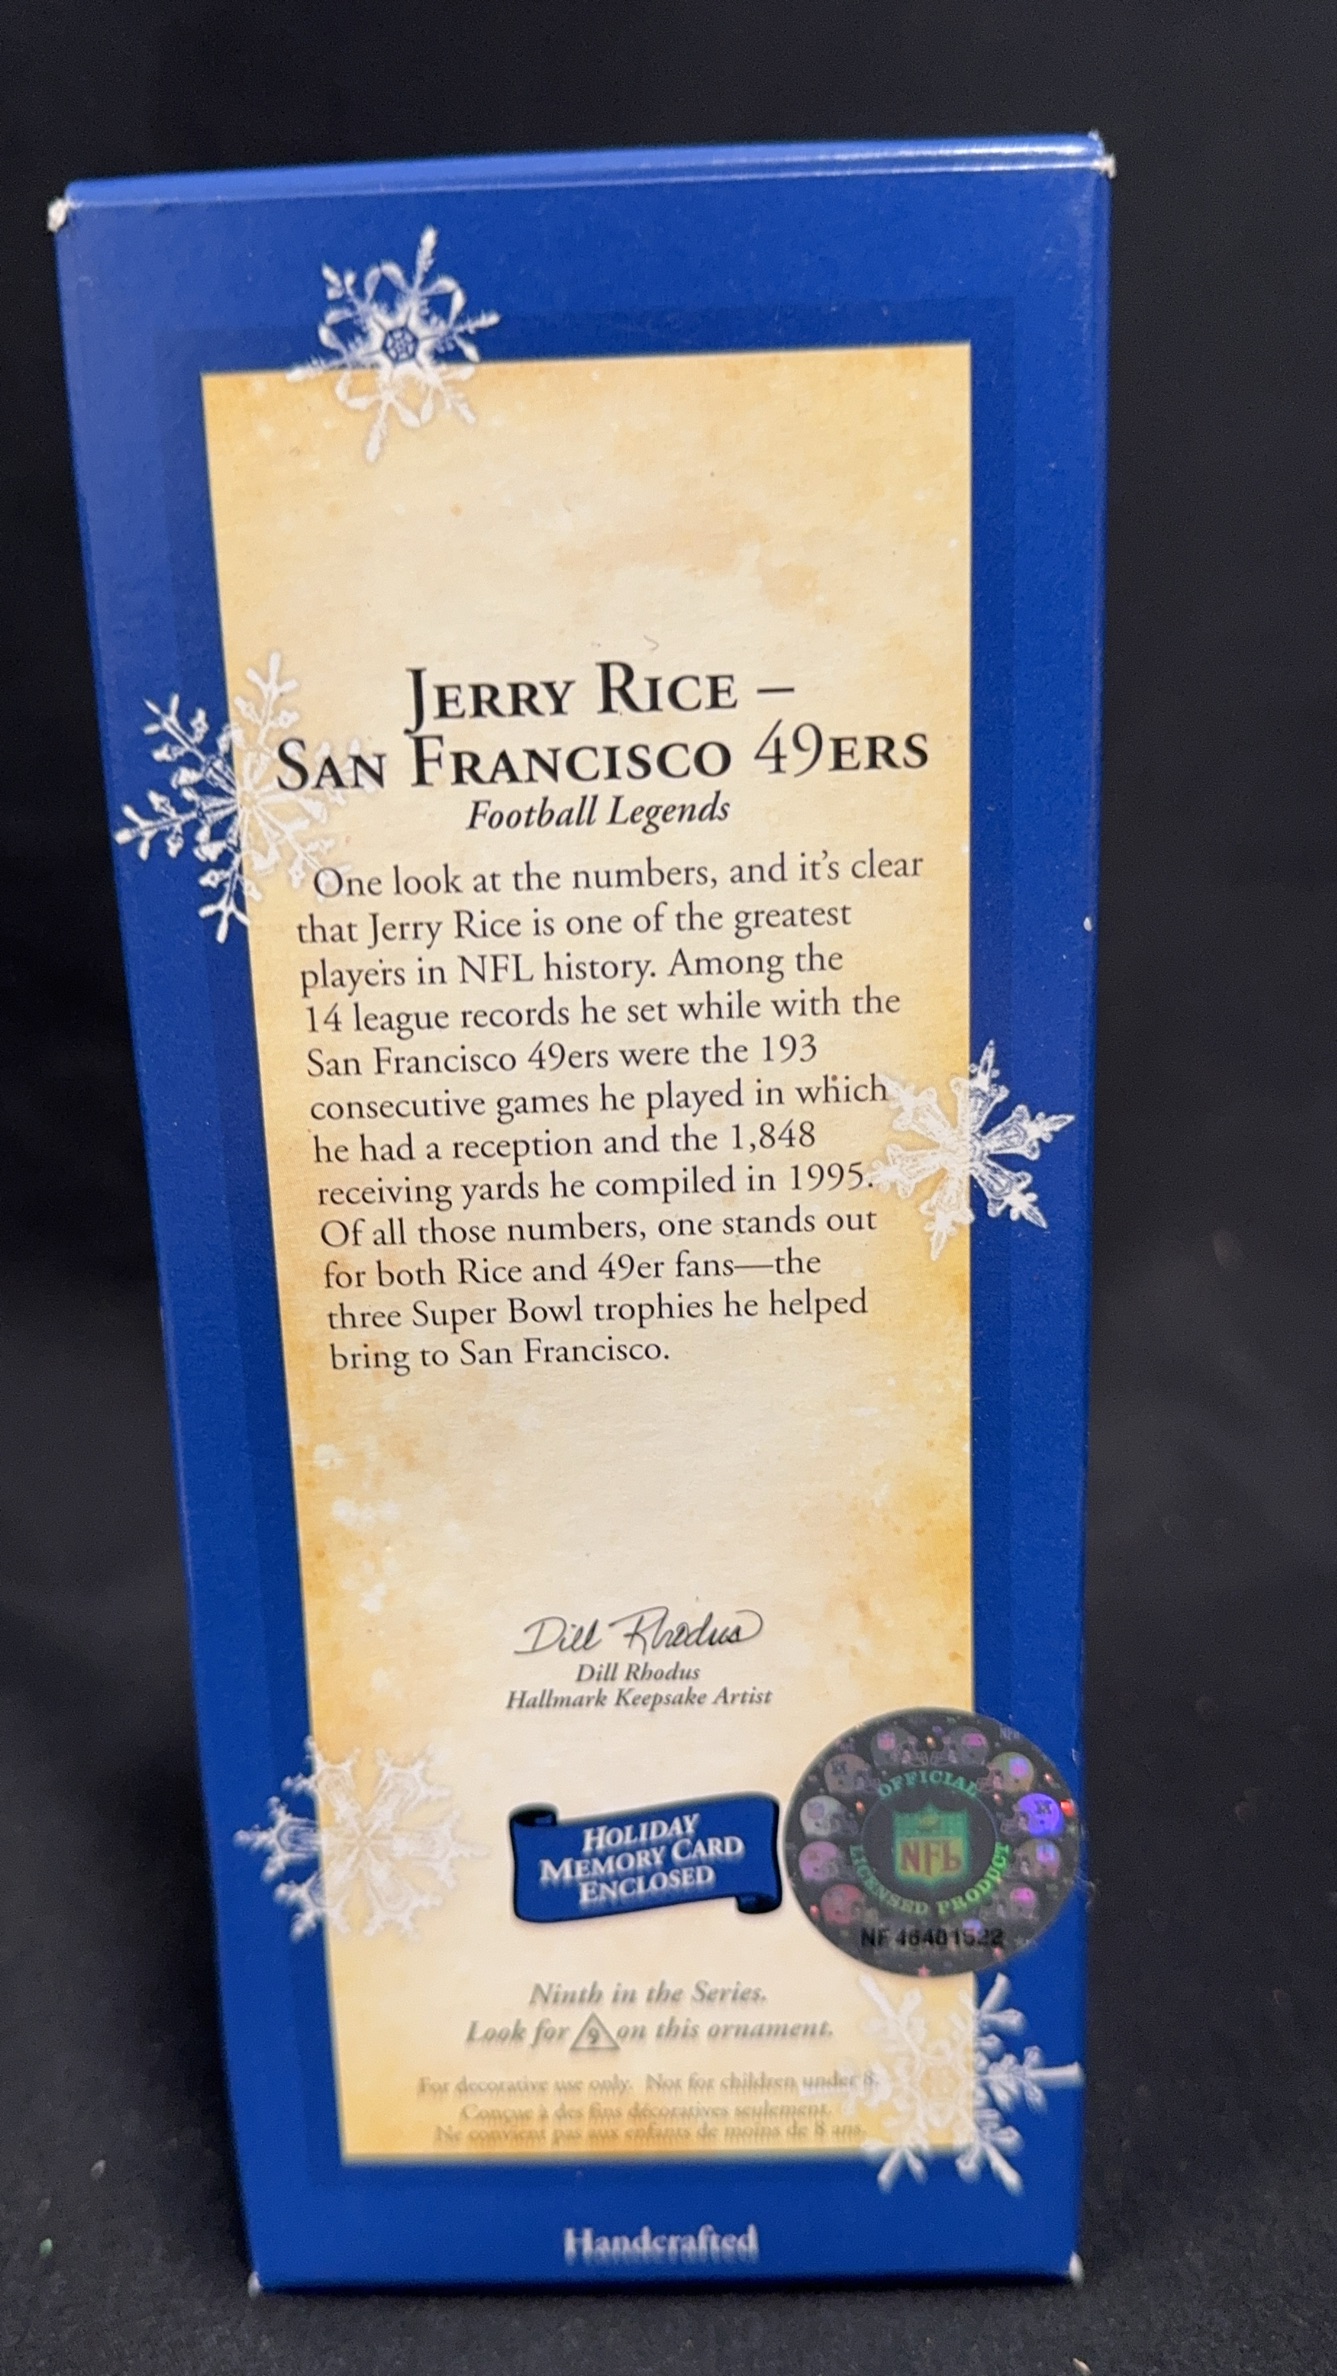 JERRY RICE –
SAN FRANCISCO 49ERS
Football Legends
One look at the numbers, and it's clear
that Jerry Rice is one of the greatest
players in NFL history. Among the
14 league records he set while with the
San Francisco 49ers were the 193
consecutive games he played in which
he had a reception and the 1,848
receiving yards he compiled in 1995.
Of all those numbers, one stands out
for both Rice and 49er fans—the
three Super Bowl trophies he helped
bring to San Francisco.
Dill Rhodus
Dill Rhodus
Hallmark Keepsake Artist
HOLIDAY
MEMORY CARD
ENCLOSED
OFFICIAL
NFL
LICENSED PRODUCT
NF 46401522
Ninth in the Series.
Look for 9 on this ornament.
For decorative use only. Not for children under 8.
Conçue à des fins décoratives seulement.
Ne convient pas aux enfants de moins de 8 ans.
Handcrafted